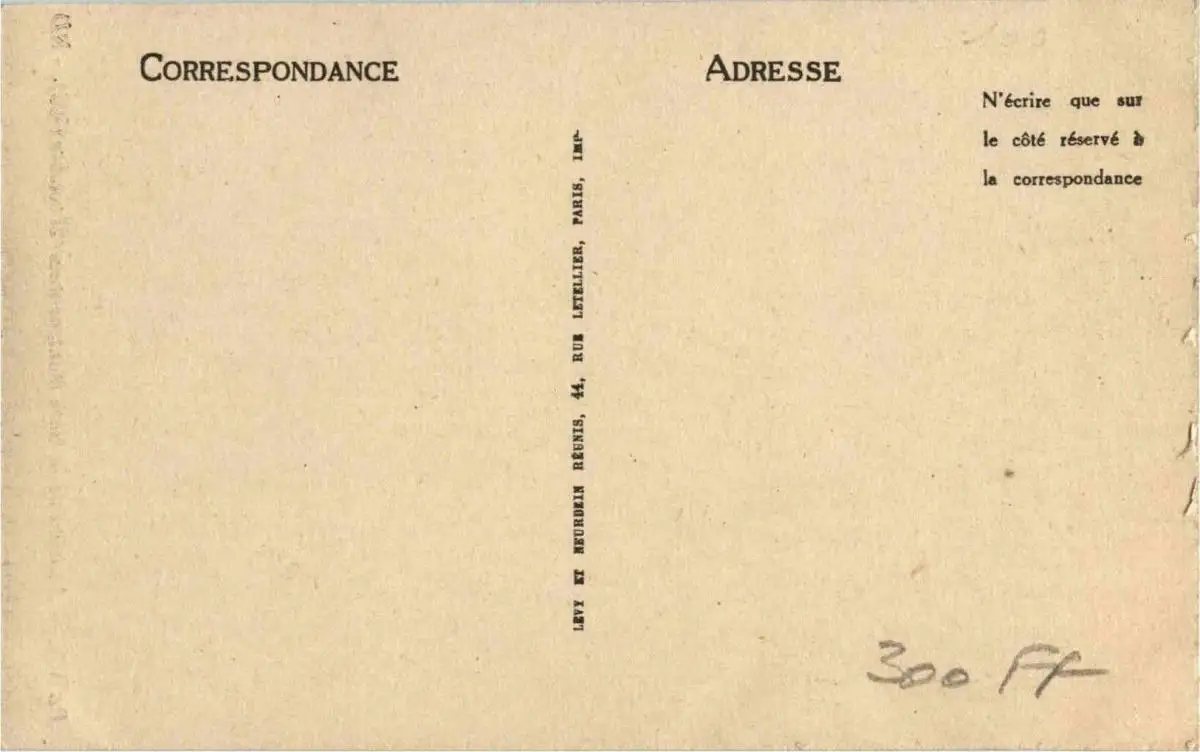 CORRESPONDANCE
ADRESSE
N'écrire que sur
le côté réservé à
la correspondance
LÉVY ET NEURDEIN RÉUNIS, 44, RUE LETELLIER, PARIS, IMP.
300 Ff